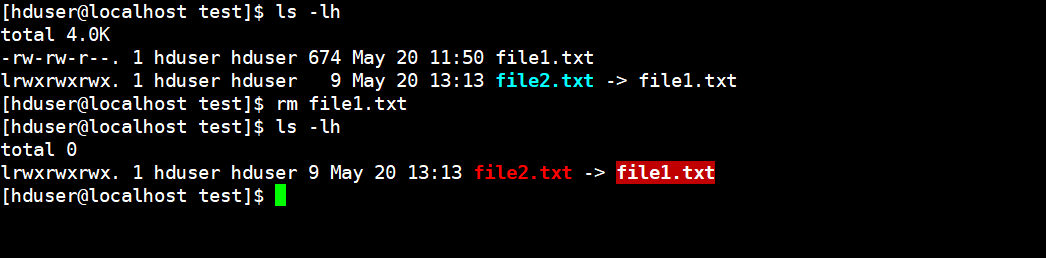 [hduser@localhost test]$ ls -lh
total 4.0K
-rw-rw-r--. 1 hduser hduser 674 May 20 11:50 file1.txt
lrwxrwxrwx. 1 hduser hduser   9 May 20 13:13 file2.txt -> file1.txt
[hduser@localhost test]$ rm file1.txt
[hduser@localhost test]$ ls -lh
total 0
lrwxrwxrwx. 1 hduser hduser 9 May 20 13:13 file2.txt -> file1.txt
[hduser@localhost test]$